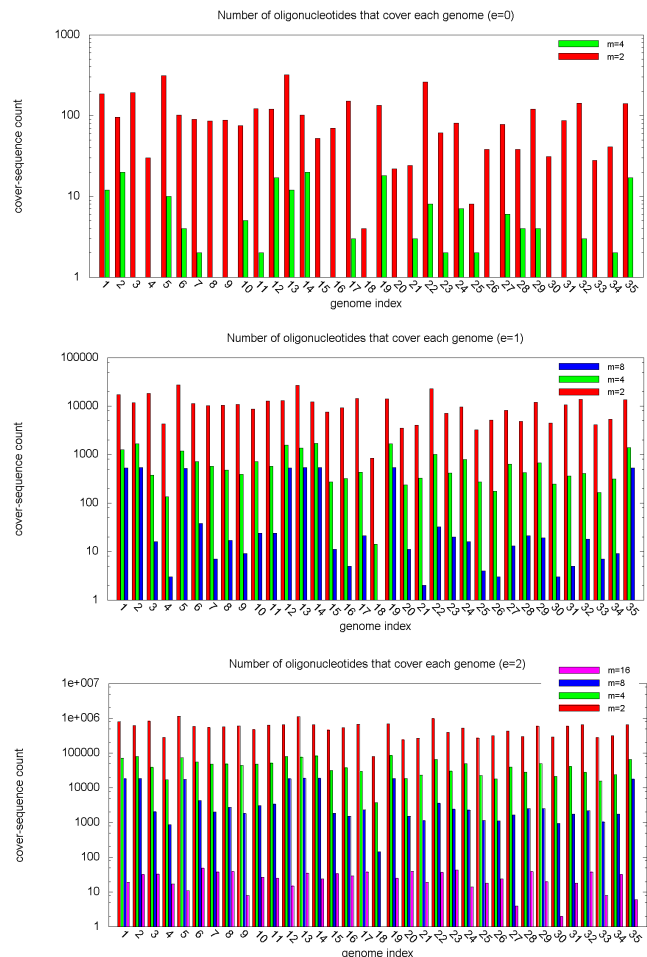 Number of oligonucleotides that cover each genome (e=0)
1000
100
10
1
cover-sequence count
m=4
m=2
1 2 3 4 5 6 7 8 9 10 11 12 13 14 15 16 17 18 19 20 21 22 23 24 25 26 27 28 29 30 31 32 33 34 35
genome index
Number of oligonucleotides that cover each genome (e=1)
100000
10000
1000
100
10
1
cover-sequence count
m=8
m=4
m=2
1 2 3 4 5 6 7 8 9 10 11 12 13 14 15 16 17 18 19 20 21 22 23 24 25 26 27 28 29 30 31 32 33 34 35
genome index
Number of oligonucleotides that cover each genome (e=2)
1e+007
1e+006
100000
10000
1000
100
10
1
cover-sequence count
m=16
m=8
m=4
m=2
1 2 3 4 5 6 7 8 9 10 11 12 13 14 15 16 17 18 19 20 21 22 23 24 25 26 27 28 29 30 31 32 33 34 35
genome index